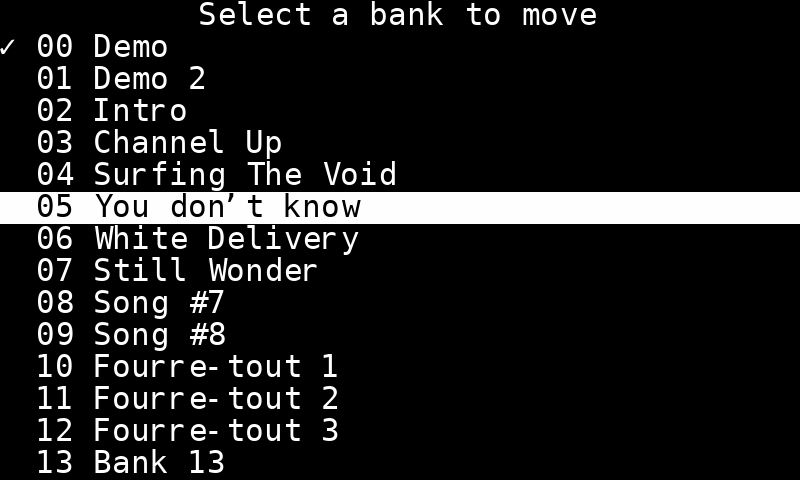 Select a bank to move
✓ 00 Demo
01 Demo 2
02 Intro
03 Channel Up
04 Surfing The Void
05 You don’t know
06 White Delivery
07 Still Wonder
08 Song #7
09 Song #8
10 Fourre-tout 1
11 Fourre-tout 2
12 Fourre-tout 3
13 Bank 13